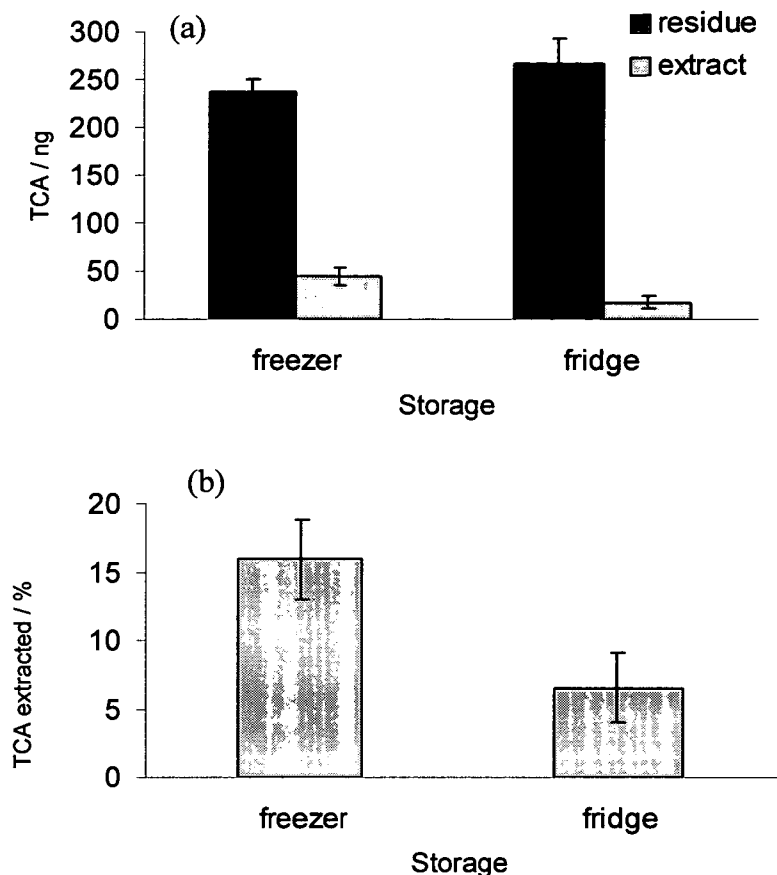 (a)
residue
extract
TCA / ng
300
250
200
150
100
50
0
freezer fridge
Storage
(b)
TCA extracted / %
20
15
10
5
0
freezer fridge
Storage